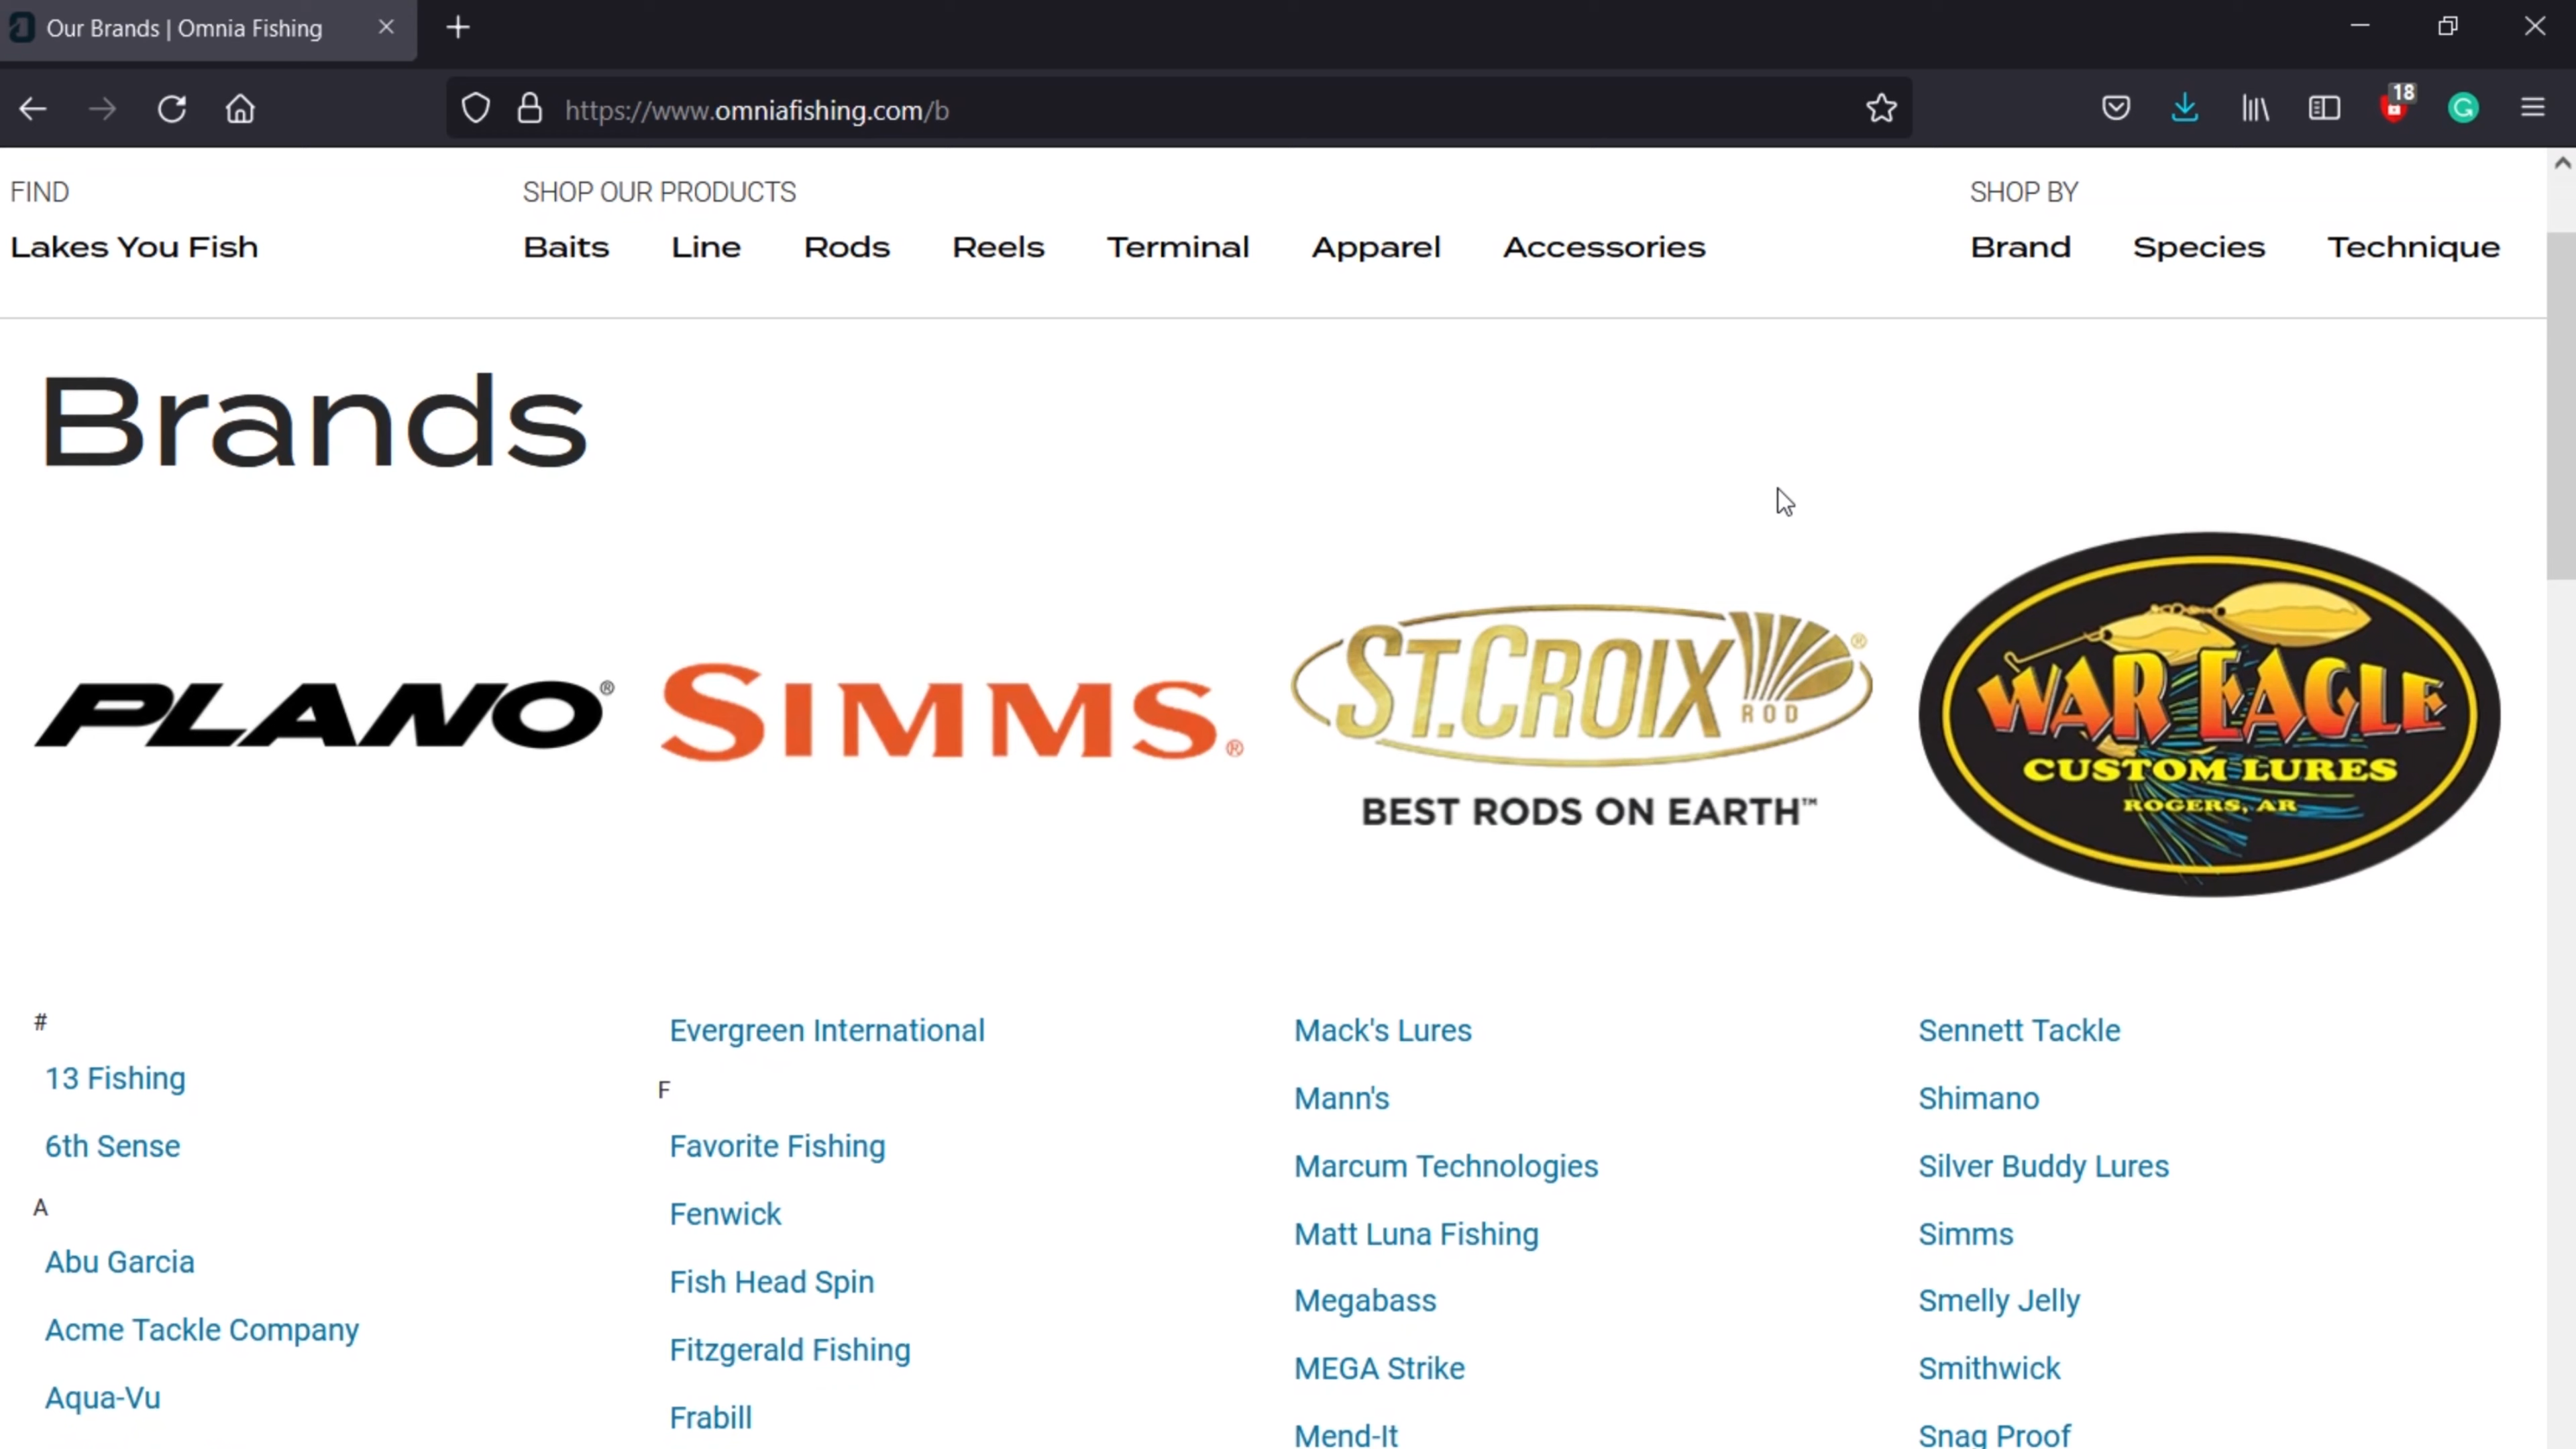 Our Brands | Omnia Fishing
https://www.omniafishing.com/b
18
FIND
SHOP OUR PRODUCTS
SHOP BY
Lakes You Fish
Baits
Line
Rods
Reels
Terminal
Apparel
Accessories
Brand
Species
Technique
Brands
PLANO®
SIMMS®
ST.CROIX®
ROD
BEST RODS ON EARTH™
WAR EAGLE
CUSTOM LURES
ROGERS, AR
#
13 Fishing
6th Sense
A
Abu Garcia
Acme Tackle Company
Aqua-Vu
Evergreen International
F
Favorite Fishing
Fenwick
Fish Head Spin
Fitzgerald Fishing
Frabill
Mack's Lures
Mann's
Marcum Technologies
Matt Luna Fishing
Megabass
MEGA Strike
Mend-It
Sennett Tackle
Shimano
Silver Buddy Lures
Simms
Smelly Jelly
Smithwick
Snag Proof